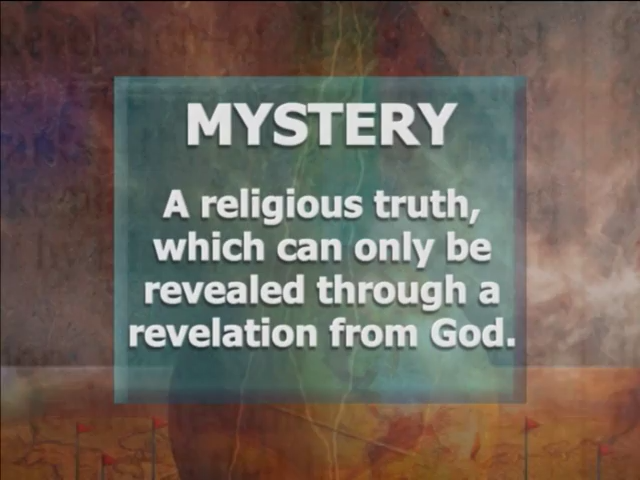 MYSTERY
A religious truth,
which can only be
revealed through a
revelation from God.